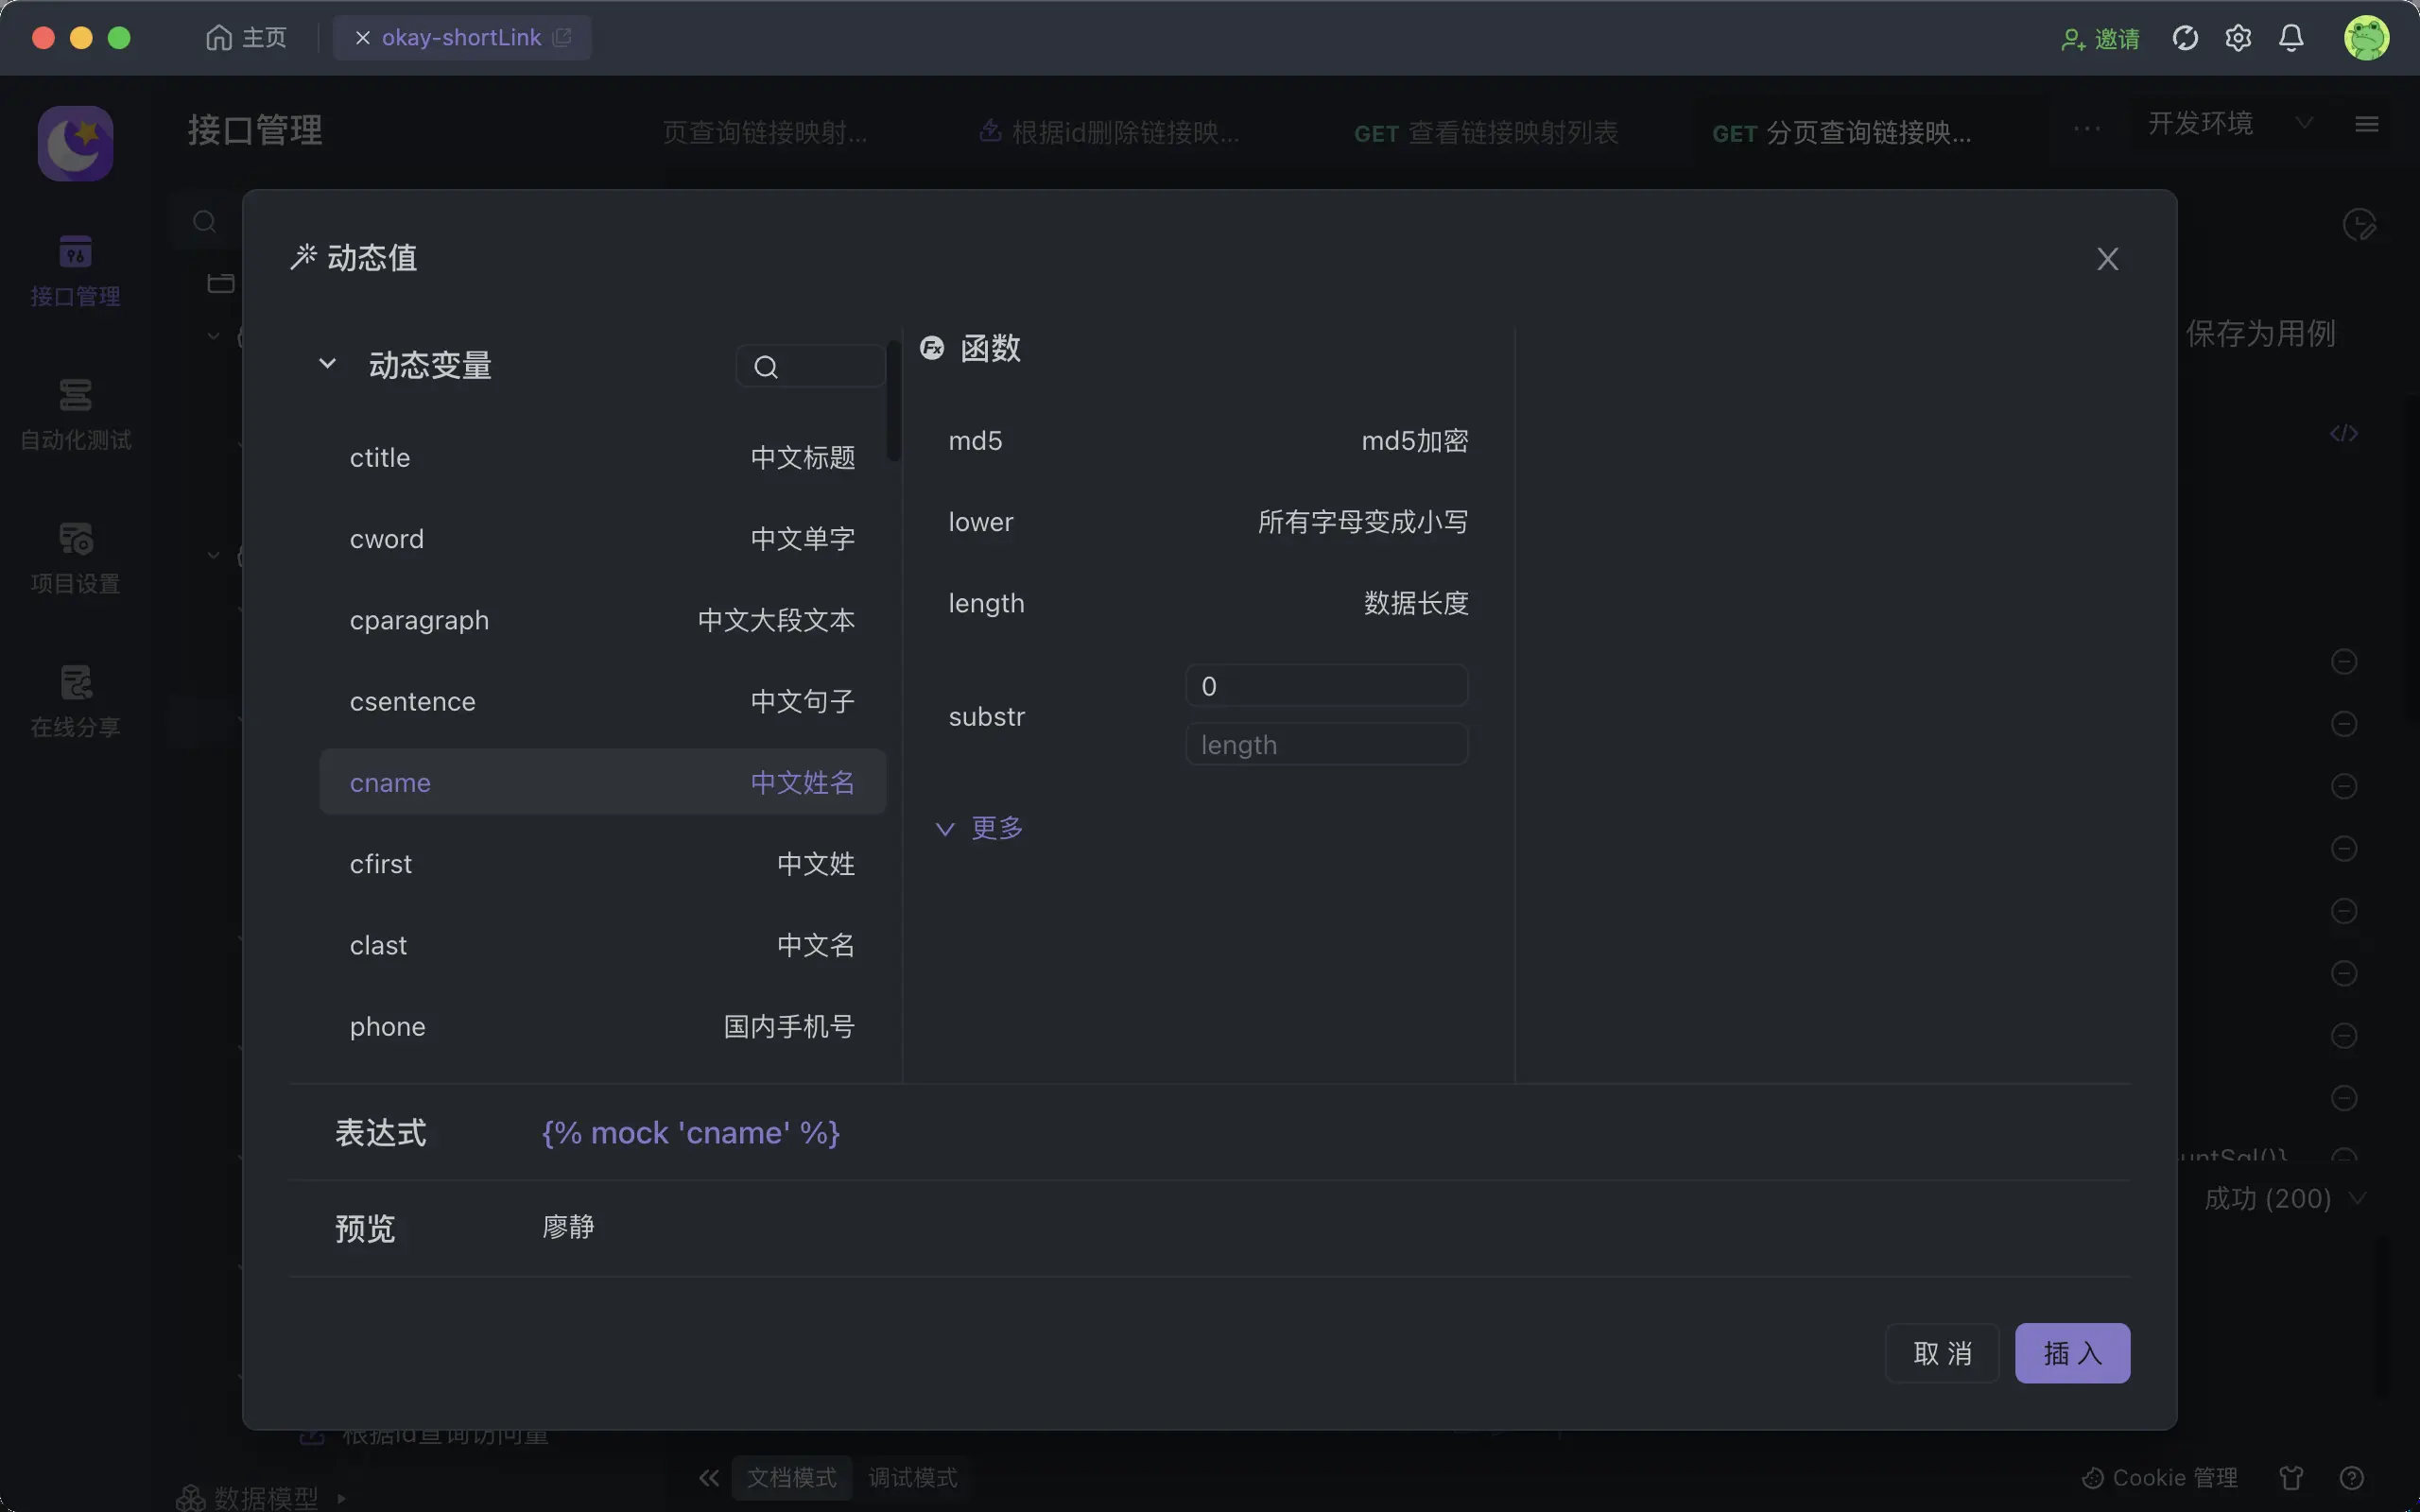 主页
okay-shortLink
邀请
接口管理
页查询链接映射...
根据id删除链接映...
GET 查看链接映射列表
GET 分页查询链接映...
...
开发环境
接口管理
自动化测试
项目设置
在线分享
保存为用例
动态值
动态变量
ctitle 中文标题
cword 中文单字
cparagraph 中文大段文本
csentence 中文句子
cname 中文姓名
cfirst 中文姓
clast 中文名
phone 国内手机号
Fx 函数
md5 md5加密
lower 所有字母变成小写
length 数据长度
substr 0
length
更多
表达式 {% mock 'cname' %}
预览 廖静
成功 (200)
取消 插入
根据id查询访问量
数据模型
文档模式 调试模式
Cookie 管理